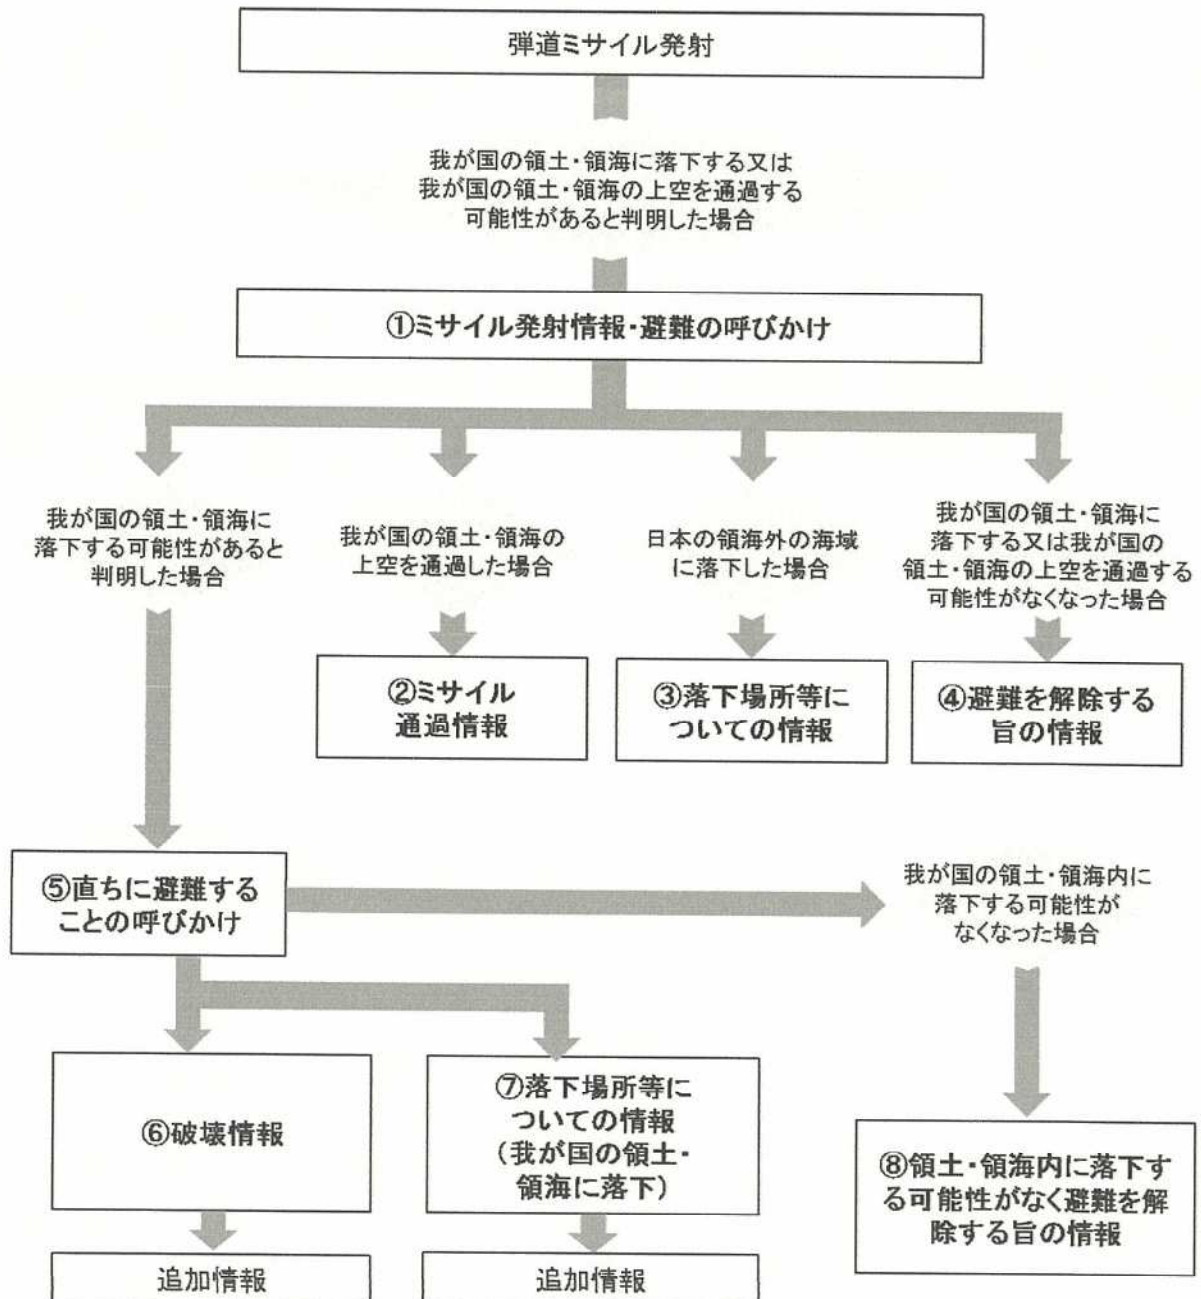 弾道ミサイル発射
我が国の領土・領海に落下する又は
我が国の領土・領海の上空を通過する
可能性があると判明した場合
①ミサイル発射情報・避難の呼びかけ
我が国の領土・領海に
落下する可能性があると
判明した場合
我が国の領土・領海の
上空を通過した場合
日本の領海外の海域
に落下した場合
我が国の領土・領海に
落下する又は我が国の
領土・領海の上空を通過する
可能性がなくなった場合
②ミサイル
通過情報
③落下場所等に
ついての情報
④避難を解除する
旨の情報
⑤直ちに避難する
ことの呼びかけ
我が国の領土・領海内に
落下する可能性が
なくなった場合
⑥破壊情報
⑦落下場所等に
ついての情報
(我が国の領土・
領海に落下)
⑧領土・領海内に落下す
る可能性がなく避難を解
除する旨の情報
追加情報
追加情報